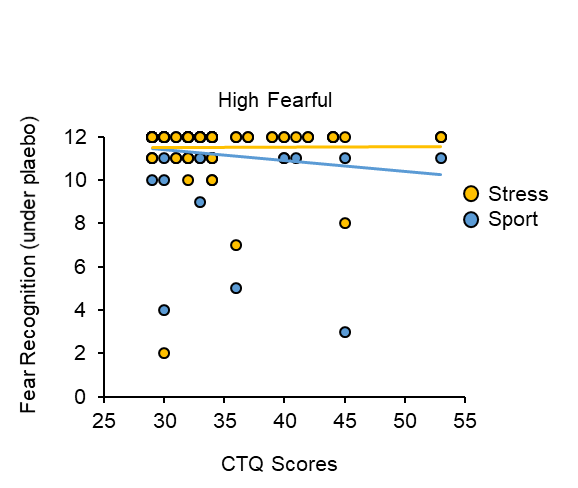 High Fearful
Fear Recognition (under plaebo)
12
10
8
6
4
2
0
25 30 35 40 45 50 55
CTQ Scores
Stress
Sport